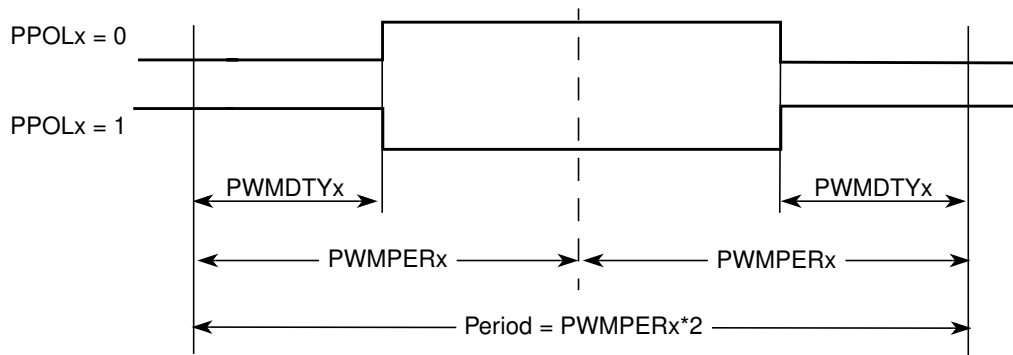 PPOLx = 0
PPOLx = 1
PWMDTYx PWMDTYx
PWMPERx PWMPERx
Period = PWMPERx*2